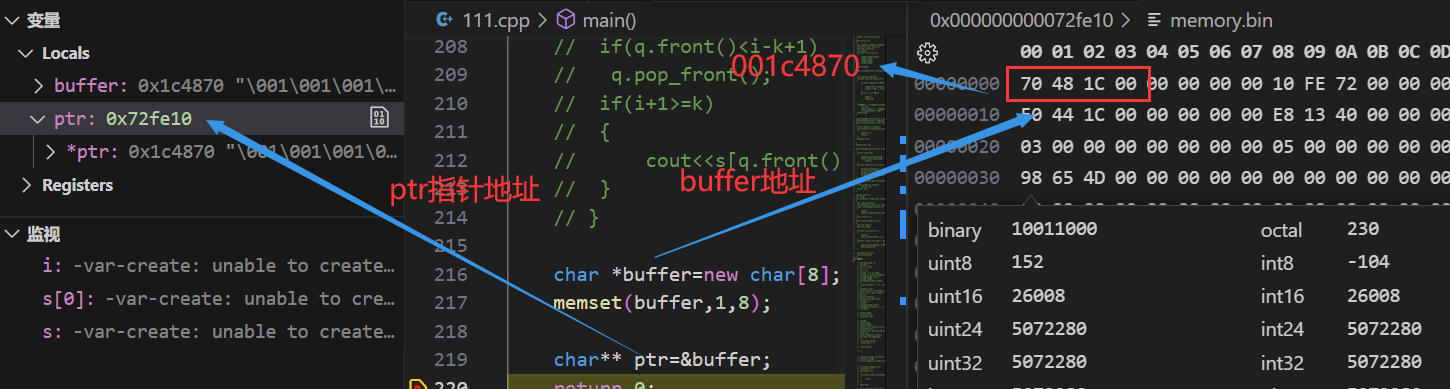 变量
Locals
buffer: 0x1c4870 "\001\001\001\…
ptr: 0x72fe10
*ptr: 0x1c4870 "\001\001\001\0…
Registers
监视
i: -var-create: unable to create…
s[0]: -var-create: unable to cre…
s: -var-create: unable to create…
111.cpp > main()
208 // if(q.front()<i-k+1)
209 // q.pop_front();
210 // if(i+1>=k)
211 // {
212 // cout<<s[q.front()
// }
214 // }
215
216 char *buffer=new char[8];
217 memset(buffer,1,8);
218
219 char** ptr=&buffer;
220 return 0;
ptr指针地址
buffer地址
001c4870
0x000000000072fe10 > memory.bin
00 01 02 03 04 05 06 07 08 09 0A 0B 0C 0D
00000000 70 48 1C 00 00 00 00 00 10 FE 72 00 00 00
00000010 50 44 1C 00 00 00 00 00 E8 13 40 00 00 00
00000020 03 00 00 00 00 00 00 00 05 00 00 00 00 00
00000030 98 65 4D 00 00 00 00 00 00 00 00 00 00 00
binary 10011000 octal 230
uint8 152 int8 -104
uint16 26008 int16 26008
uint24 5072280 int24 5072280
uint32 5072280 int32 5072280